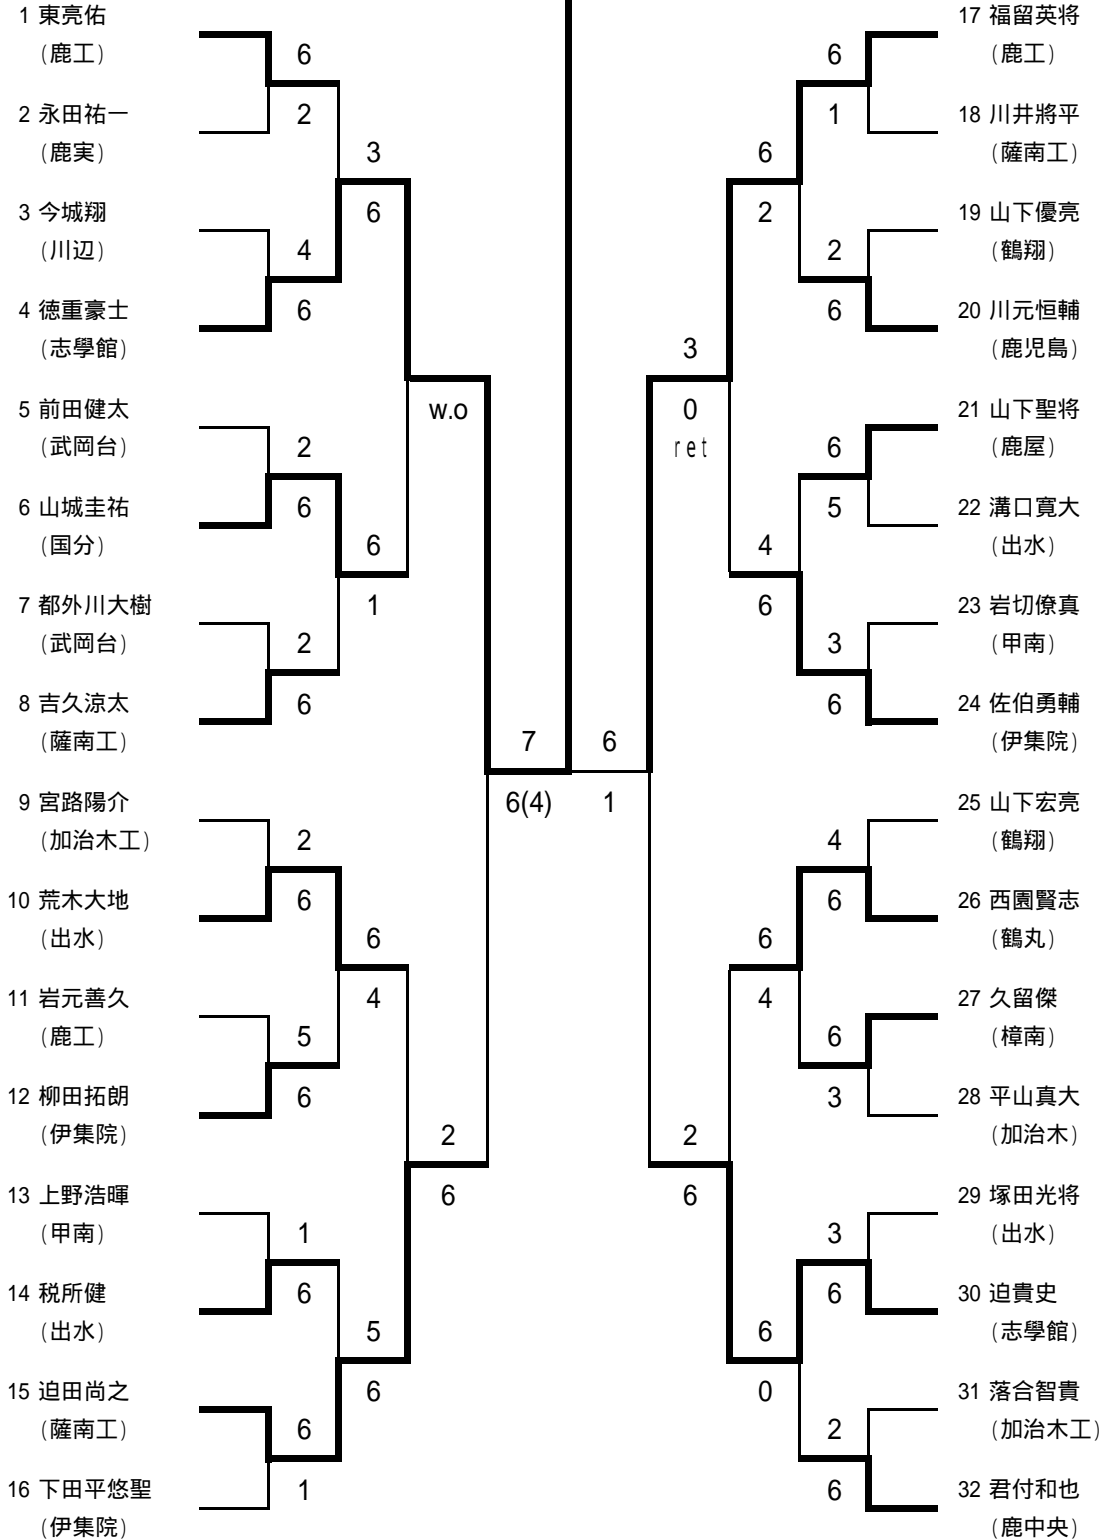 1 東亮佑
(鹿工)
2 永田祐一
(鹿実)
3 今城翔
(川辺)
4 徳重豪士
(志學館)
5 前田健太
(武岡台)
6 山城圭祐
(国分)
7 都外川大樹
(武岡台)
8 吉久涼太
(薩南工)
9 宮路陽介
(加治木工)
10 荒木大地
(出水)
11 岩元善久
(鹿工)
12 柳田拓朗
(伊集院)
13 上野浩暉
(甲南)
14 税所健
(出水)
15 迫田尚之
(薩南工)
16 下田平悠聖
(伊集院)
6
2
4
6
2
6
2
6
2
6
5
6
1
6
6
1
3
6
6
1
6
4
5
6
w.o
2
6
7
6(4)
6
1
3
0
ret
2
6
6
2
4
6
6
4
6
0
6
1
2
6
6
5
3
6
4
6
6
3
3
6
2
6
17 福留英将
(鹿工)
18 川井將平
(薩南工)
19 山下優亮
(鶴翔)
20 川元恒輔
(鹿児島)
21 山下聖将
(鹿屋)
22 溝口寛大
(出水)
23 岩切僚真
(甲南)
24 佐伯勇輔
(伊集院)
25 山下宏亮
(鶴翔)
26 西園賢志
(鶴丸)
27 久留傑
(樟南)
28 平山真大
(加治木)
29 塚田光将
(出水)
30 迫貴史
(志學館)
31 落合智貴
(加治木工)
32 君付和也
(鹿中央)